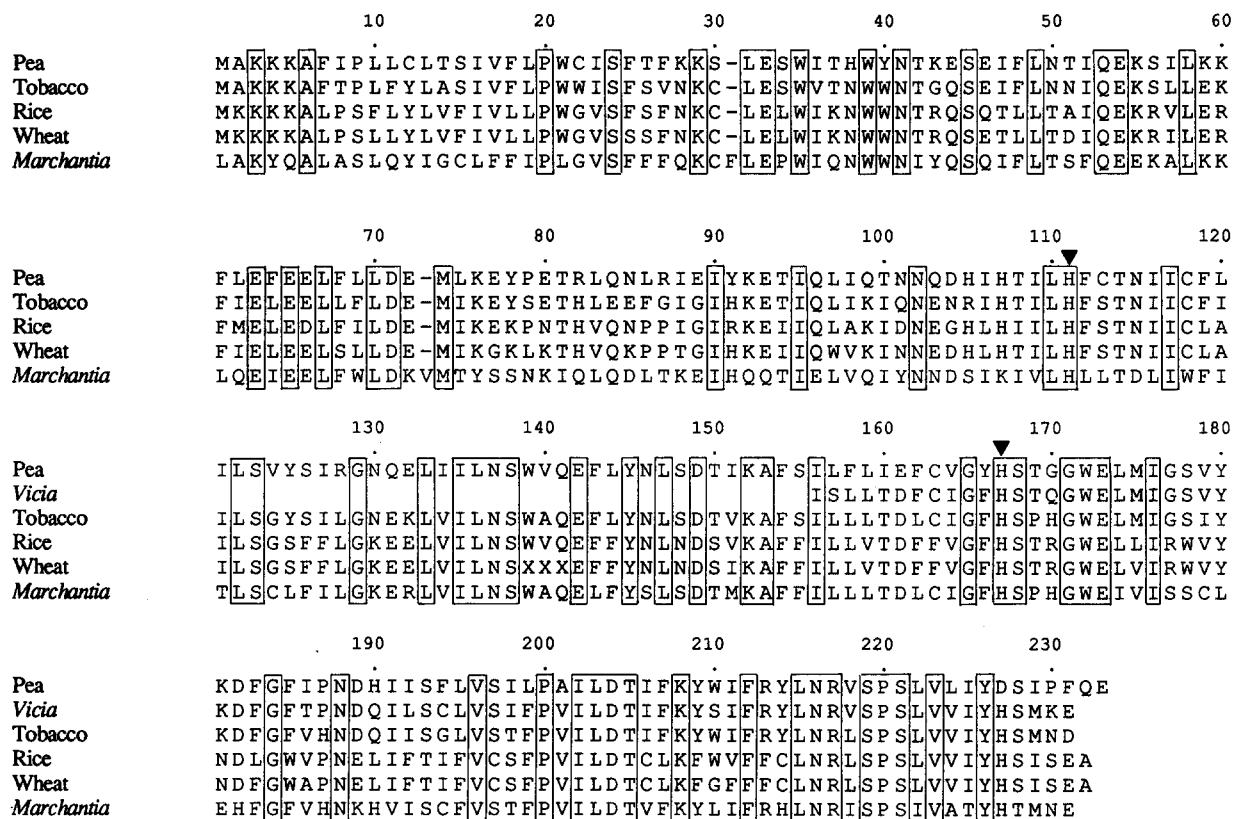 10 20 30 40 50 60
Pea MAKKKAFIPLLCLTSIVFLPWCISFTFKKS-LESWITHWYNTKESEIFLNTIQEKSILKK
Tobacco MAKKKAFTPLFYLASIVFLPWWISFSVNKC-LESWVTNWWNTGQSEIFLNNIQEKSLLEK
Rice MKKKKALPSFLYLVFIVLLPWGVSFSFNKC-LELWIKNWWNTRQSQTLLTAIQEKRVLER
Wheat MKKKKALPSLLYLVFIVLLPWGVSSSFNKC-LELWIKNWWNTRQSETLLTDIQEKRILER
Marchantia LAKYQALASLQYIGCLFFIPLGVSFFFQKCFLEPWIQNWWNIYQSQIFLTSFQEEKALKK
70 80 90 100 110 120
▼
Pea FLEFEELFLLDE-MLKEYPETRLQNLRIEIYKETIQLIQTNNQDHIHTILHFCTNIICFL
Tobacco FIELEELLFLDE-MIKEYSETHLEEFGIGIHKETIQLIKIQNENRIHTILHFSTNIICFI
Rice FMELEDLFILDE-MIKEKPNTHVQNPPIGIRKEIIQLAKIDNEGHLHIILHFSTNIICLA
Wheat FIELEELSLLDE-MIKGKLKTHVQKPPTGIHKEIIQWVKINNEDHLHTILHFSTNIICLA
Marchantia LQEIEELFWLDKVMTYSSNKIQLQDLTKEIHQQTIELVQIYNNDSIKIVLHLLTDLIWFI
130 140 150 160 170 180
▼
Pea ILSVYSIRGNQELIILNSWVQEFLYNLSDTIKAFSILFLIEFCVGYHSTGGWELMIGSVY
Vicia ISLLTDFCIGFHSTQGWELMIGSVY
Tobacco ILSGYSILGNEKLVILNSWAQEFLYNLSDTVKAFSILLLTDLCIGFHSPHGWELMIGSIY
Rice ILSGSFFLGKEELVILNSWVQEFFYNLNDSVKAFFILLVTDFFVGFHSTRGWELLIRWVY
Wheat ILSGSFFLGKEELVILNSXXXEFFYNLNDSIKAFFILLVTDFFVGFHSTRGWELVIRWVY
Marchantia TLSCLFILGKERLVILNSWAQELFYSLSDTMKAFFILLLTDLCIGFHSPHGWEIVISSCL
190 200 210 220 230
Pea KDFGFIPNDHIISFLVSILPAILDTIFKYWIFRYLNRVSPSLVLIYDSIPFQE
Vicia KDFGFTPNDQILSCLVSIFPVILDTIFKYSIFRYLNRVSPSLVVIYHSMKE
Tobacco KDFGFVHNDQIISGLVSTFPVILDTIFKYWIFRYLNRLSPSLVVIYHSMND
Rice NDLGWVPNELIFTIFVCSFPVILDTCLKFWVFFCLNRLSPSLVVIYHSISEA
Wheat NDFGWAPNELIFTIFVCSFPVILDTCLKFGFFFCLNRLSPSLVVIYHSISEA
Marchantia EHFGFVHNKHVISCFVSTFPVILDTVFKYLIFRHLNRISPSIVATYHTMNE